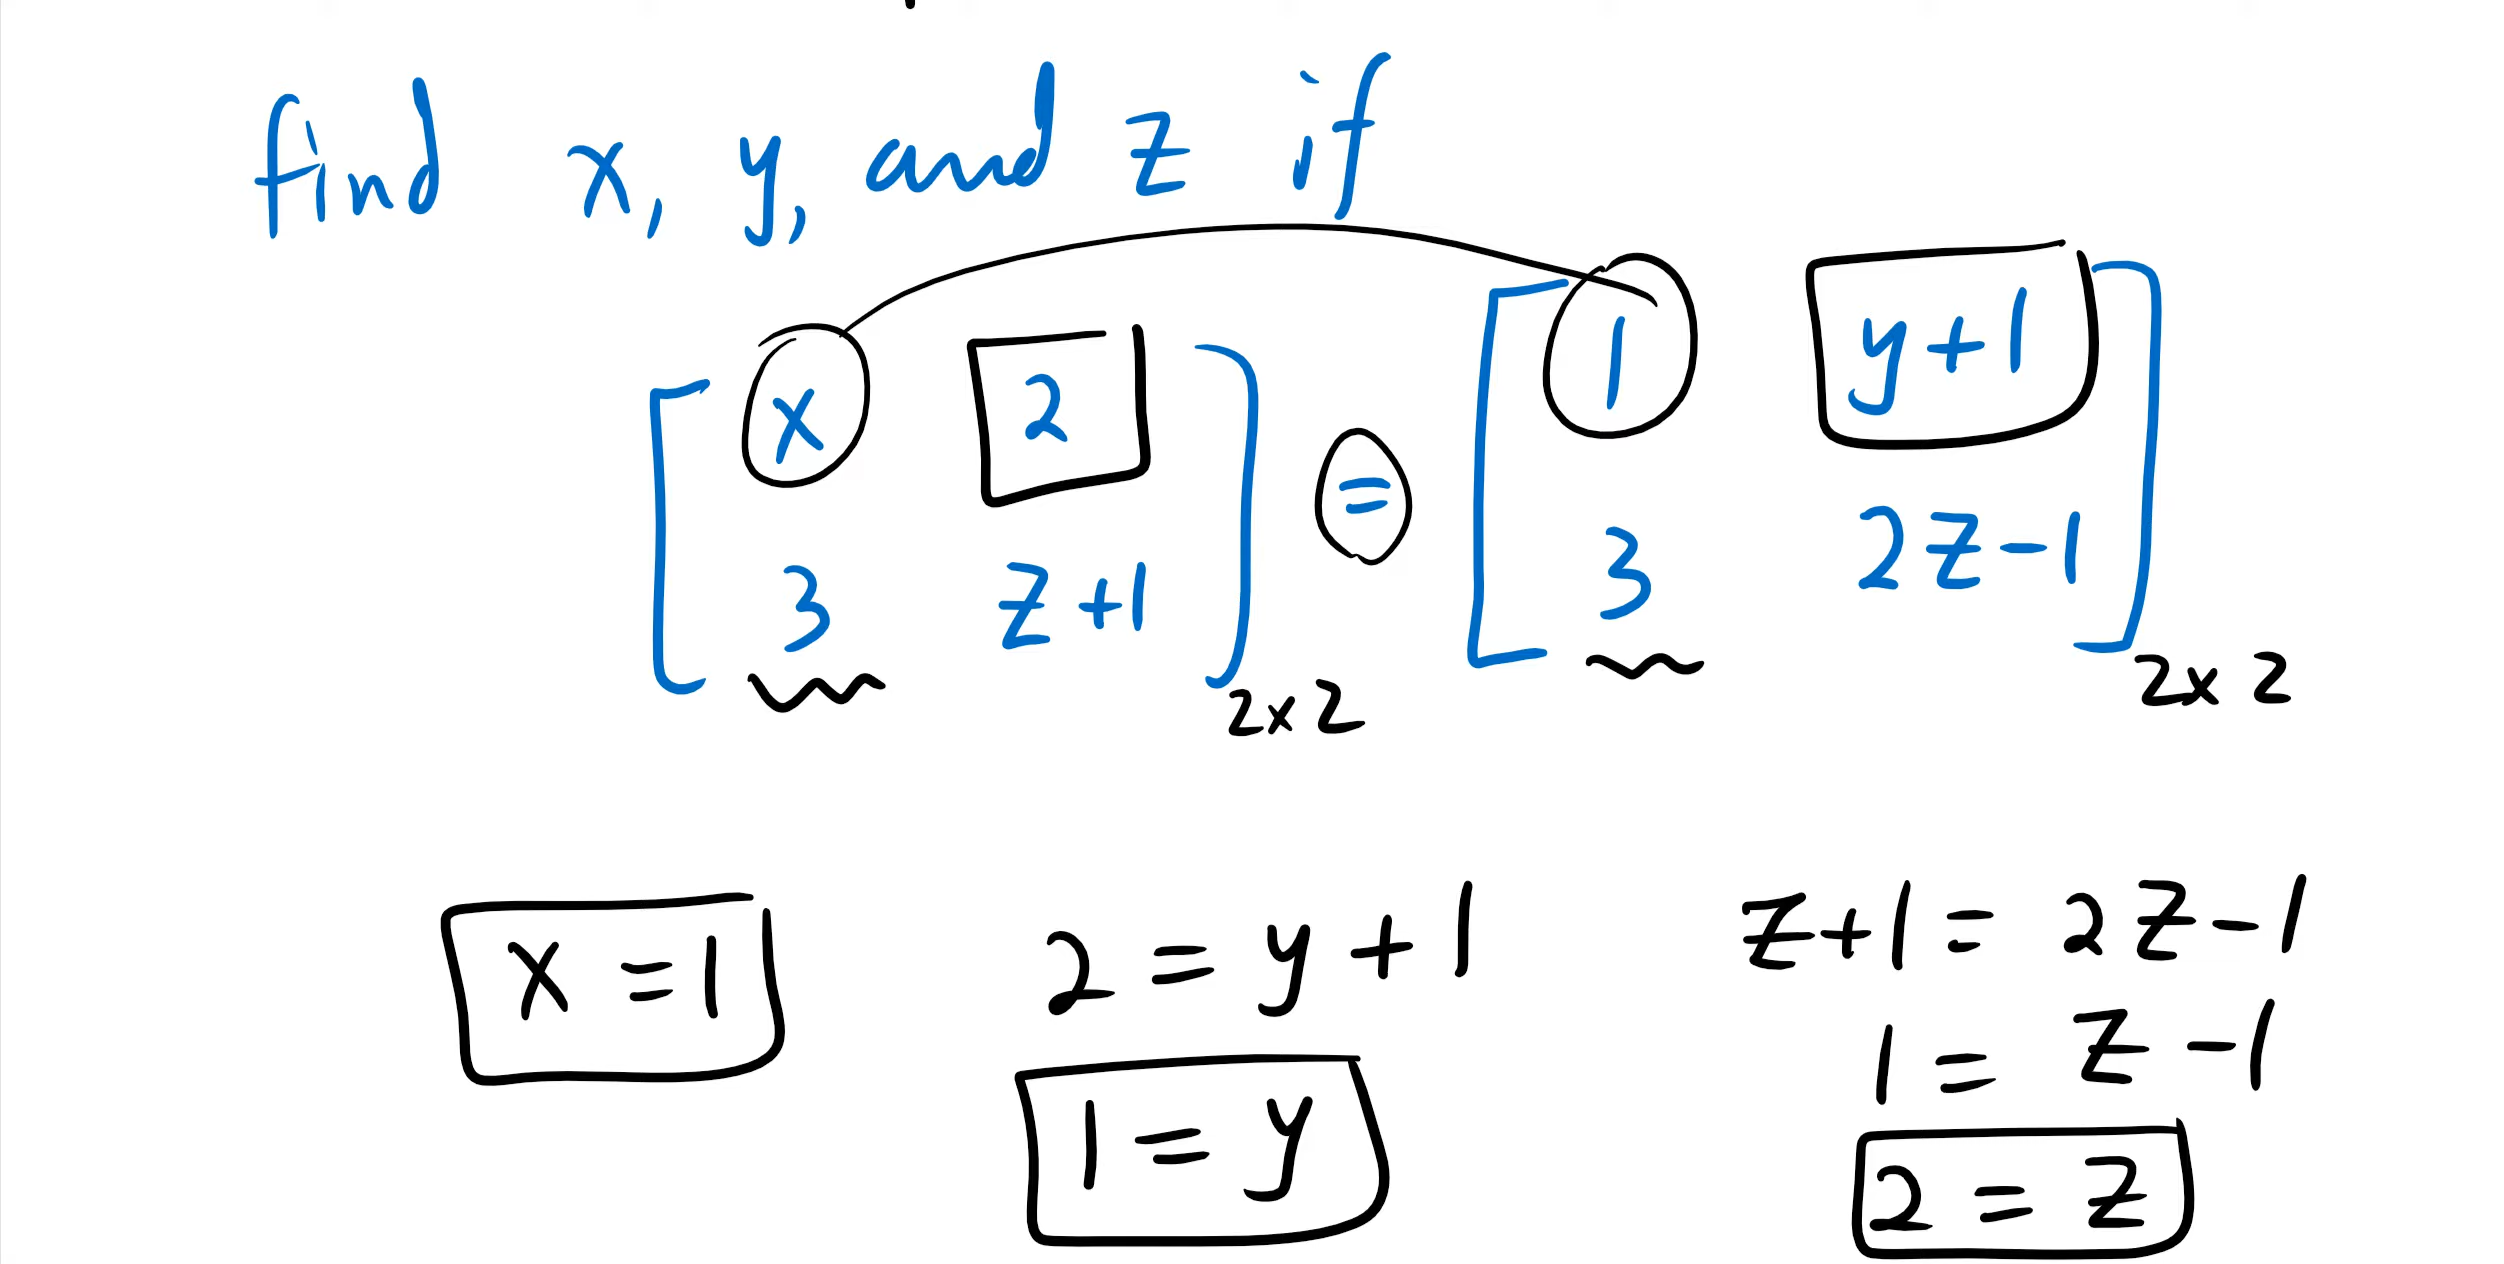 find x, y, and z if
[ x 2 ] = [ 1 y+1 ]
[ 3 z+1 ] [ 3 2z-1 ]
2x2 2x2
x = 1 2 = y+1 z+1 = 2z-1
1 = z-1
1 = y 2 = z